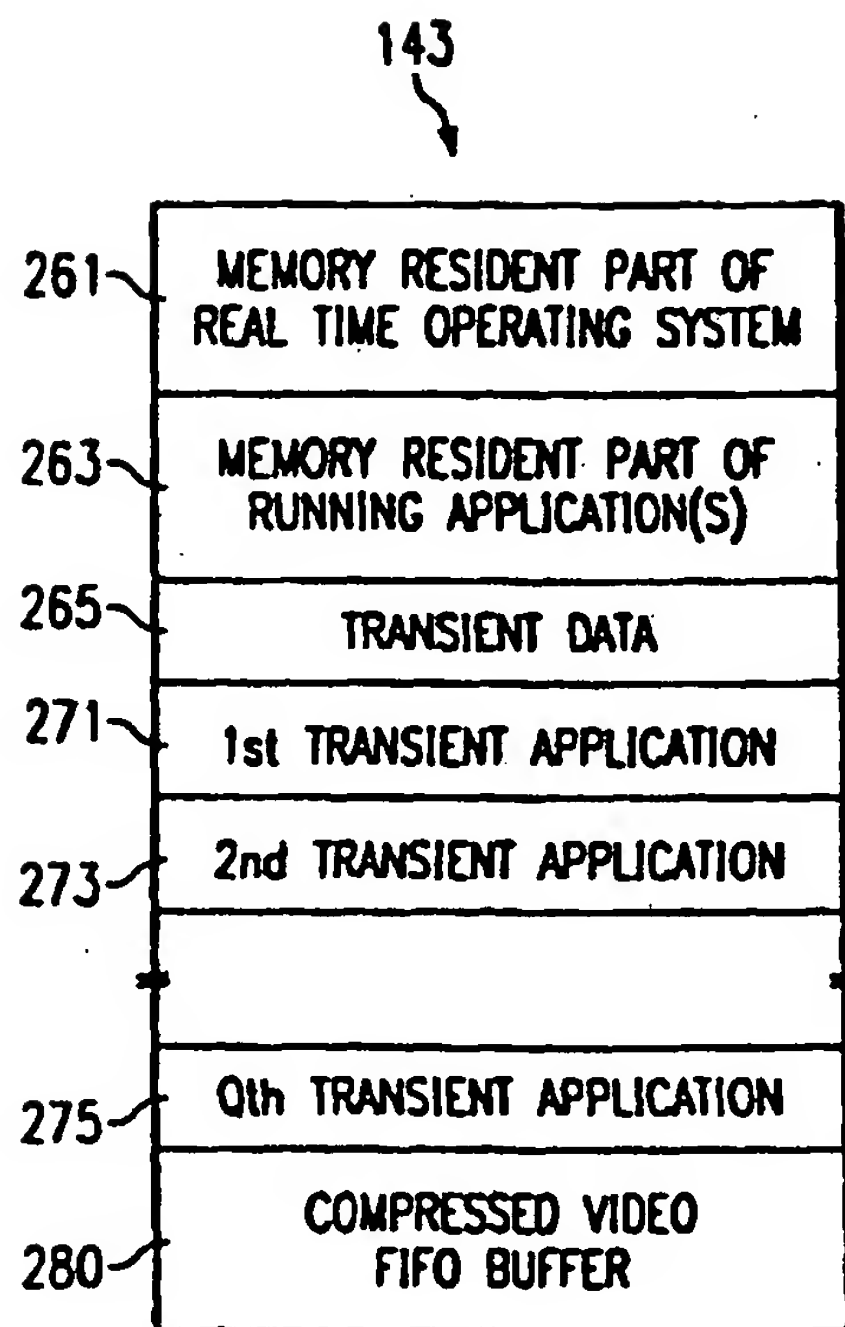 143
261
MEMORY RESIDENT PART OF
REAL TIME OPERATING SYSTEM
263
MEMORY RESIDENT PART OF
RUNNING APPLICATION(S)
265
TRANSIENT DATA
271
1st TRANSIENT APPLICATION
273
2nd TRANSIENT APPLICATION
275
Qth TRANSIENT APPLICATION
280
COMPRESSED VIDEO
FIFO BUFFER